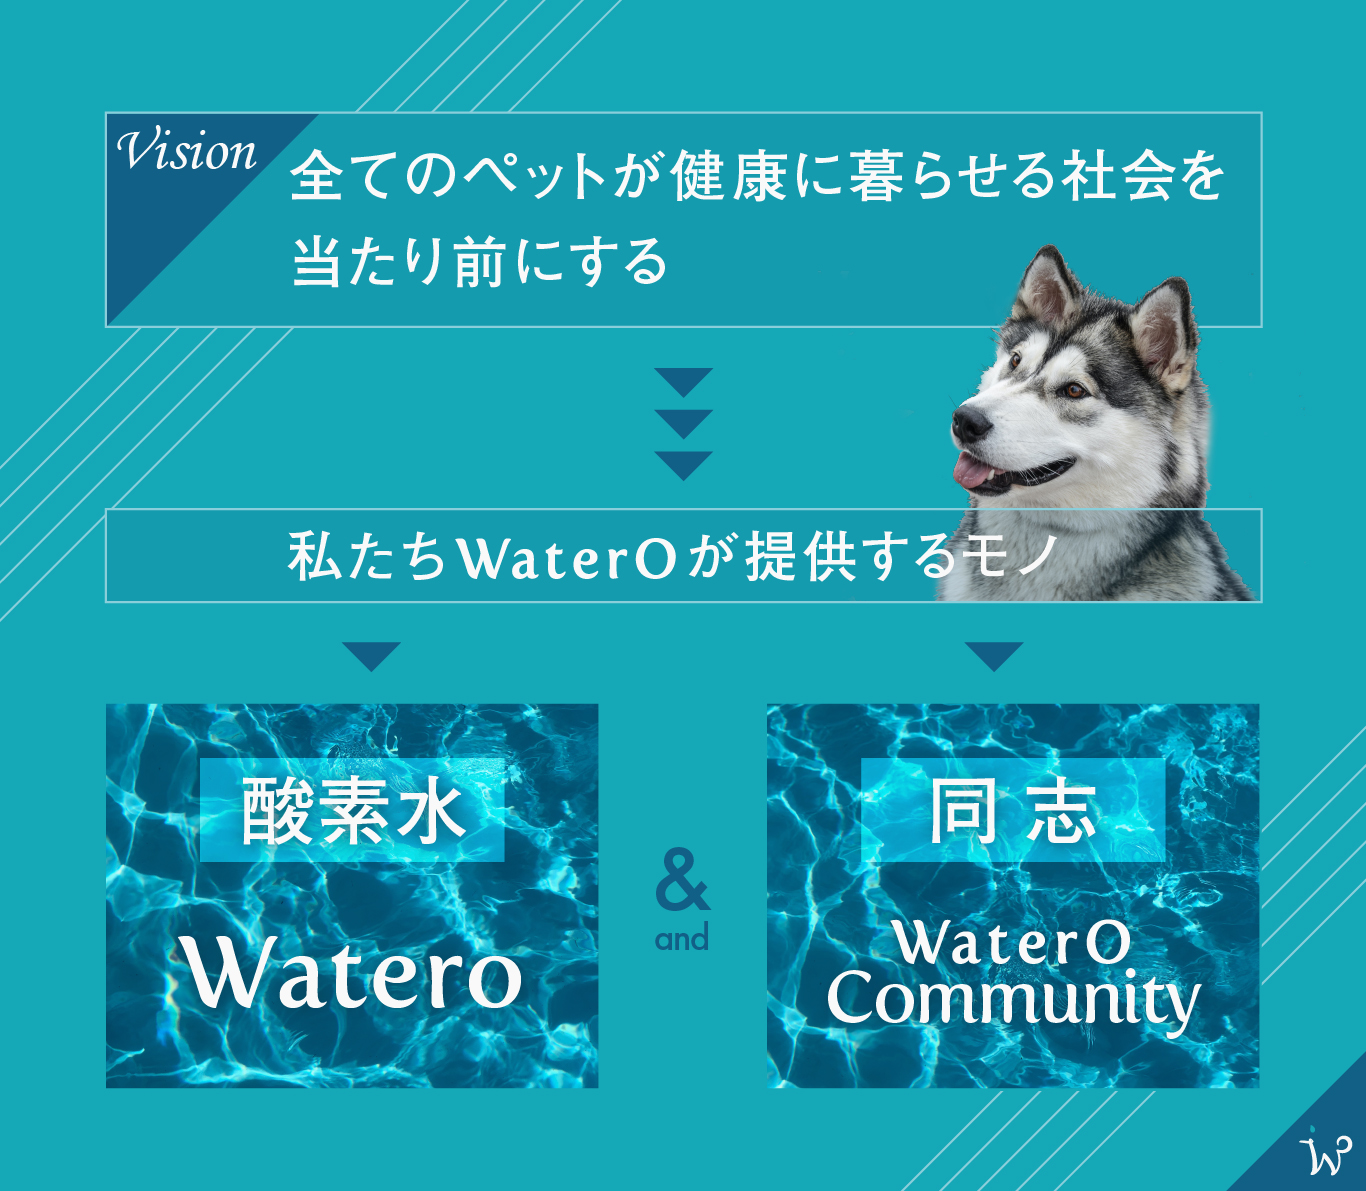 Vision
全てのペットが健康に暮らせる社会を
当たり前にする
私たちWaterOが提供するモノ
酸素水
Watero
&
and
同志
WaterO
Community